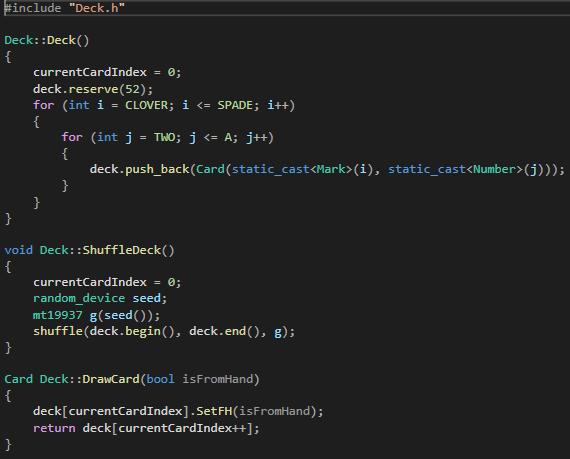 #include "Deck.h"
Deck::Deck()
{
    currentCardIndex = 0;
    deck.reserve(52);
    for (int i = CLOVER; i <= SPADE; i++)
    {
        for (int j = TWO; j <= A; j++)
        {
            deck.push_back(Card(static_cast<Mark>(i), static_cast<Number>(j)));
        }
    }
}
void Deck::ShuffleDeck()
{
    currentCardIndex = 0;
    random_device seed;
    mt19937 g(seed());
    shuffle(deck.begin(), deck.end(), g);
}
Card Deck::DrawCard(bool isFromHand)
{
    deck[currentCardIndex].SetFH(isFromHand);
    return deck[currentCardIndex++];
}